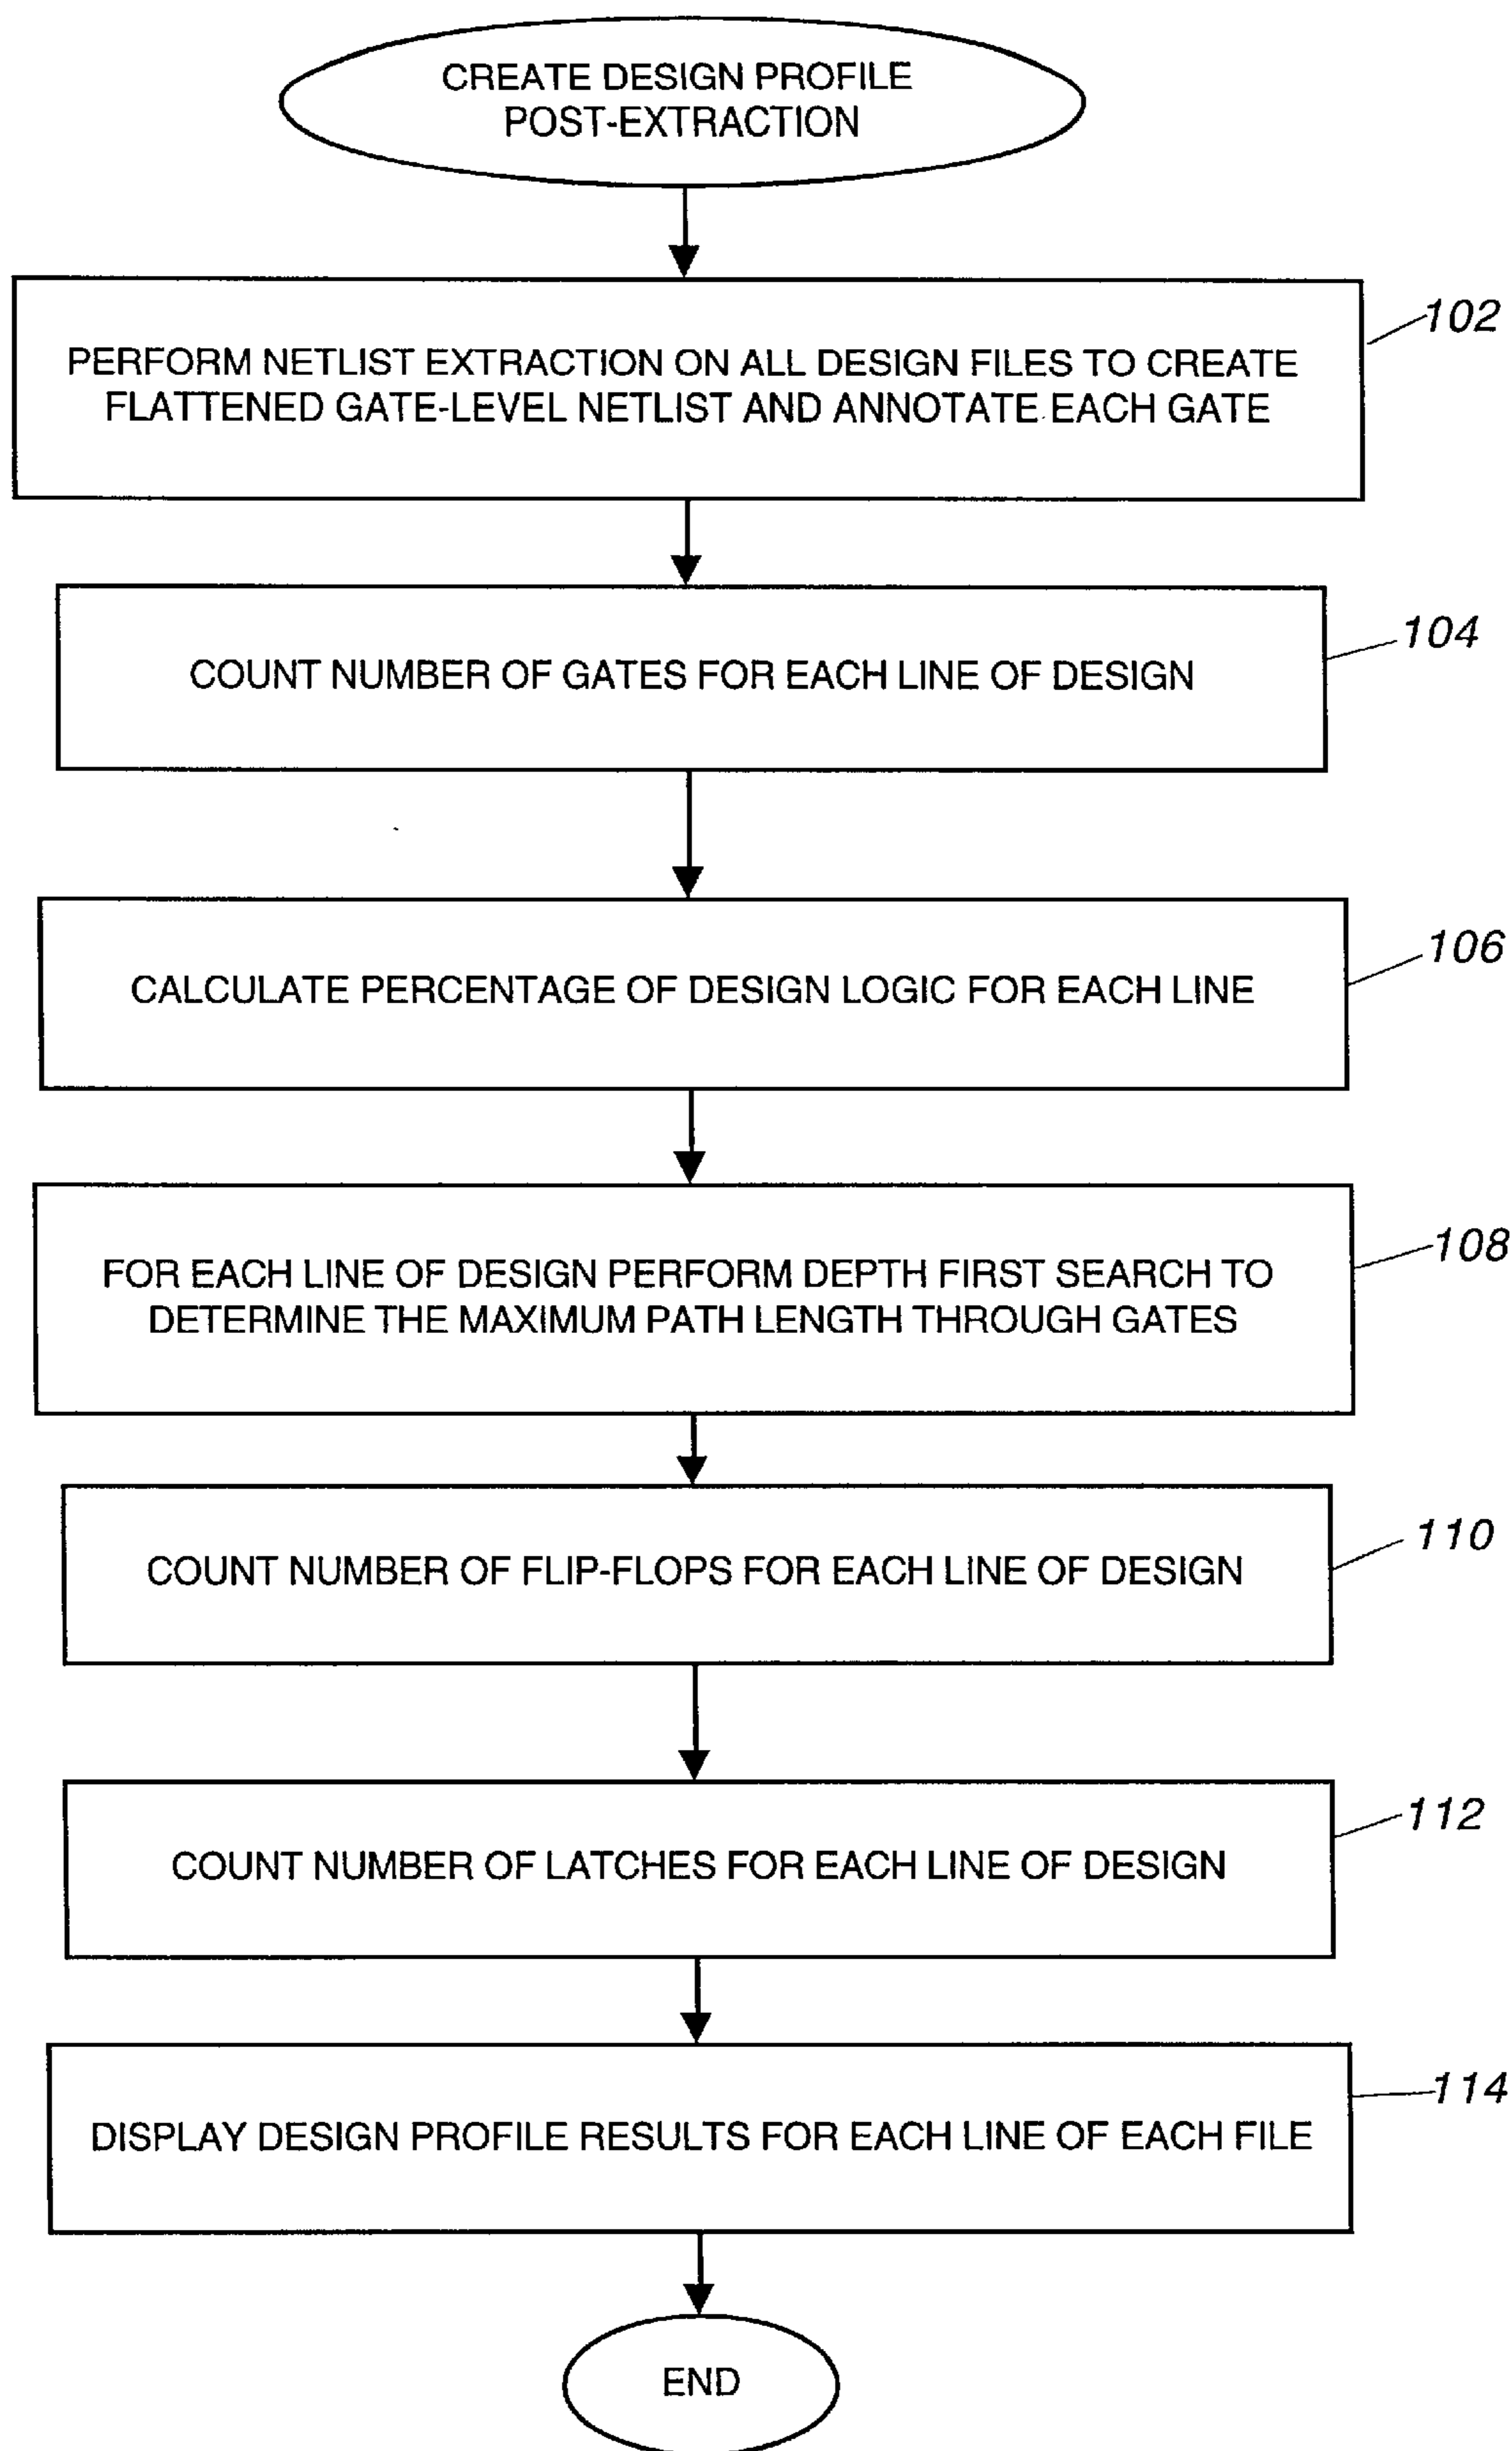 CREATE DESIGN PROFILE
POST-EXTRACTION
102
PERFORM NETLIST EXTRACTION ON ALL DESIGN FILES TO CREATE
FLATTENED GATE-LEVEL NETLIST AND ANNOTATE EACH GATE
104
COUNT NUMBER OF GATES FOR EACH LINE OF DESIGN
106
CALCULATE PERCENTAGE OF DESIGN LOGIC FOR EACH LINE
108
FOR EACH LINE OF DESIGN PERFORM DEPTH FIRST SEARCH TO
DETERMINE THE MAXIMUM PATH LENGTH THROUGH GATES
110
COUNT NUMBER OF FLIP-FLOPS FOR EACH LINE OF DESIGN
112
COUNT NUMBER OF LATCHES FOR EACH LINE OF DESIGN
114
DISPLAY DESIGN PROFILE RESULTS FOR EACH LINE OF EACH FILE
END